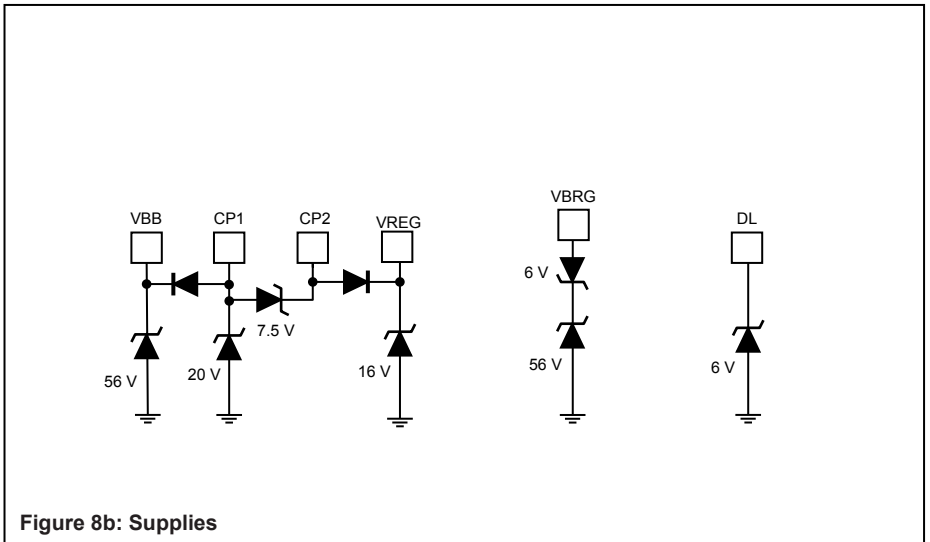 VBB
CP1
CP2
VREG
VBRG
DL
7.5 V
56 V
20 V
16 V
6 V
56 V
6 V
Figure 8b: Supplies